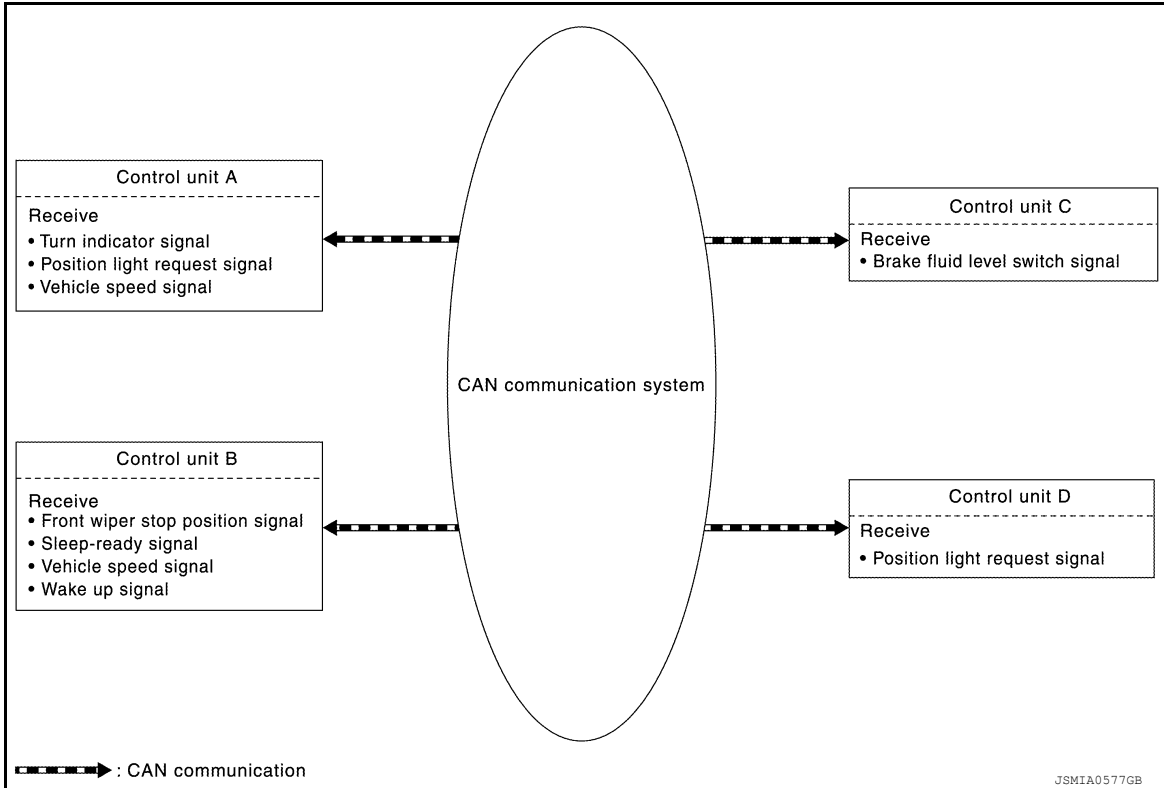 Control unit A
Receive
• Turn indicator signal
• Position light request signal
• Vehicle speed signal
Control unit C
Receive
• Brake fluid level switch signal
CAN communication system
Control unit B
Receive
• Front wiper stop position signal
• Sleep-ready signal
• Vehicle speed signal
• Wake up signal
Control unit D
Receive
• Position light request signal
: CAN communication
JSMIA0577GB